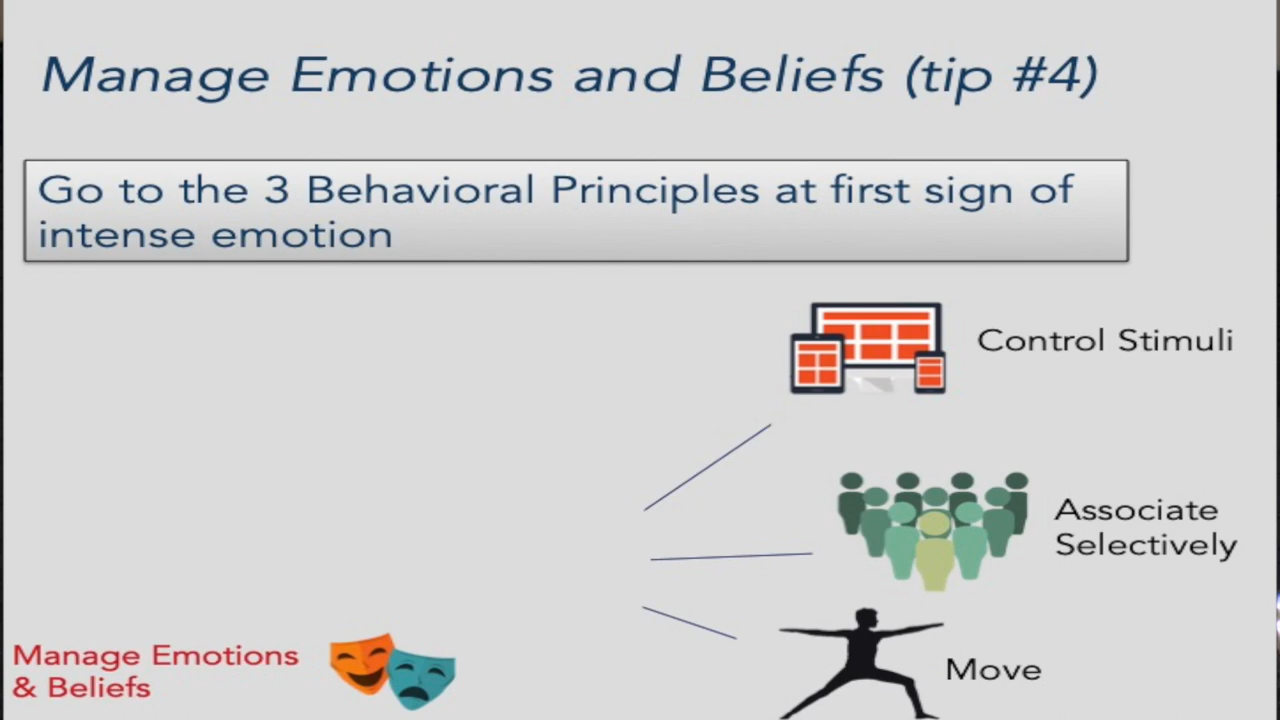 Manage Emotions and Beliefs (tip #4)
Go to the 3 Behavioral Principles at first sign of
intense emotion
Control Stimuli
Associate
Selectively
Move
Manage Emotions
& Beliefs